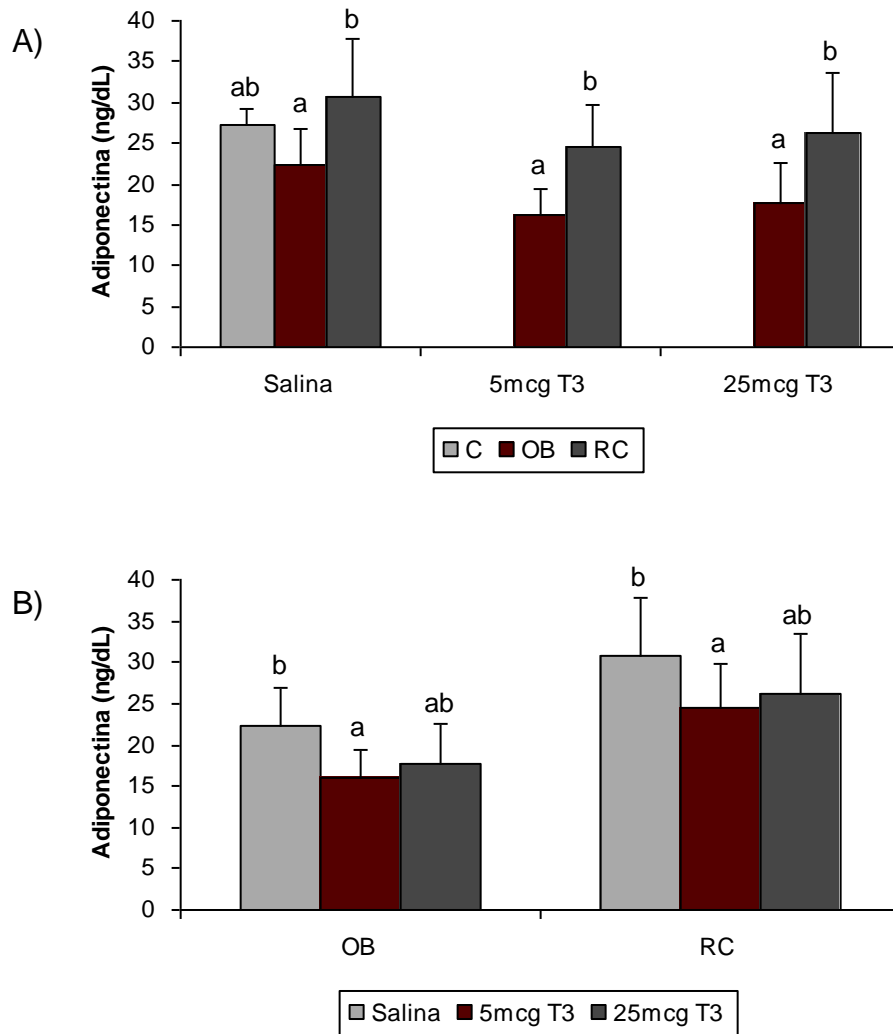 A)
Adiponectina (ng/dL)
40
35
30
25
20
15
10
5
0
ab
a
b
a
b
a
b
Salina 5mcg T3 25mcg T3
C OB RC
B)
Adiponectina (ng/dL)
40
35
30
25
20
15
10
5
0
b
a
ab
b
a
ab
OB RC
Salina 5mcg T3 25mcg T3